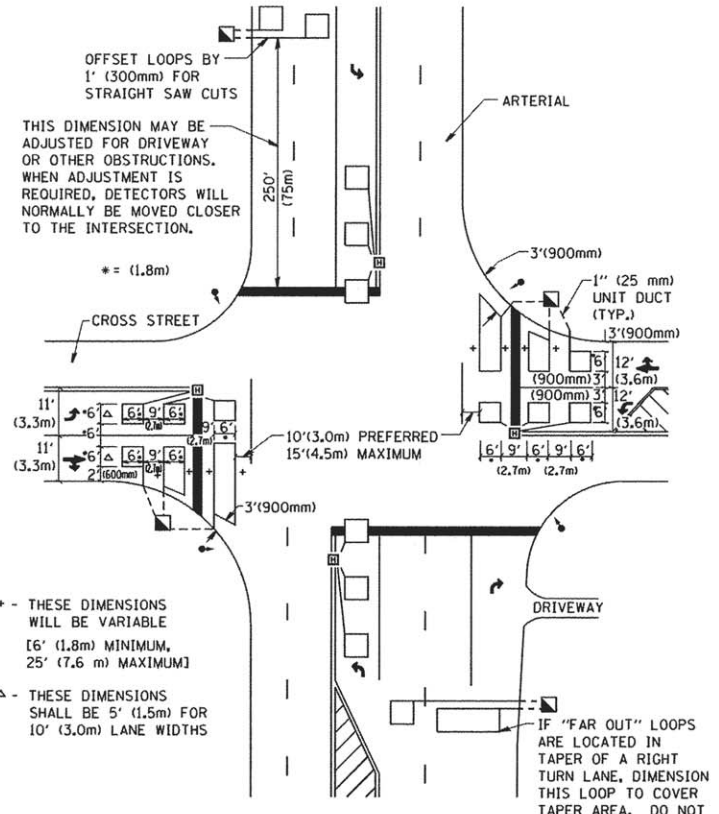 OFFSET LOOPS BY
1' (300mm) FOR
STRAIGHT SAW CUTS
ARTERIAL
THIS DIMENSION MAY BE
ADJUSTED FOR DRIVEWAY
OR OTHER OBSTRUCTIONS.
WHEN ADJUSTMENT IS
REQUIRED, DETECTORS WILL
NORMALLY BE MOVED CLOSER
TO THE INTERSECTION.
250'
(75m)
* = (1.8m)
H
3'(900mm)
1" (25 mm)
UNIT DUCT
(TYP.)
CROSS STREET
3'(900mm)
6'
12'
(3.6m)
(900mm) 3'
(900mm) 3'
12'
6'
(3.6m)
H
6' 9' 6' 9' 6'
(2.7m) (2.7m)
H
11'
(3.3m)
*6' △ 6' 9' 6'
(2.7m)
*6'
9' 6'
(2.7m)
11'
(3.3m)
*6' △ 6' 9' 6'
(2.7m)
2' (600mm)
10'(3.0m) PREFERRED
15'(4.5m) MAXIMUM
3'(900mm)
H
+ - THESE DIMENSIONS
WILL BE VARIABLE
[6' (1.8m) MINIMUM,
25' (7.6 m) MAXIMUM]
△ - THESE DIMENSIONS
SHALL BE 5' (1.5m) FOR
10' (3.0m) LANE WIDTHS
DRIVEWAY
IF "FAR OUT" LOOPS
ARE LOCATED IN
TAPER OF A RIGHT
TURN LANE, DIMENSION
THIS LOOP TO COVER
TAPER AREA. DO NOT